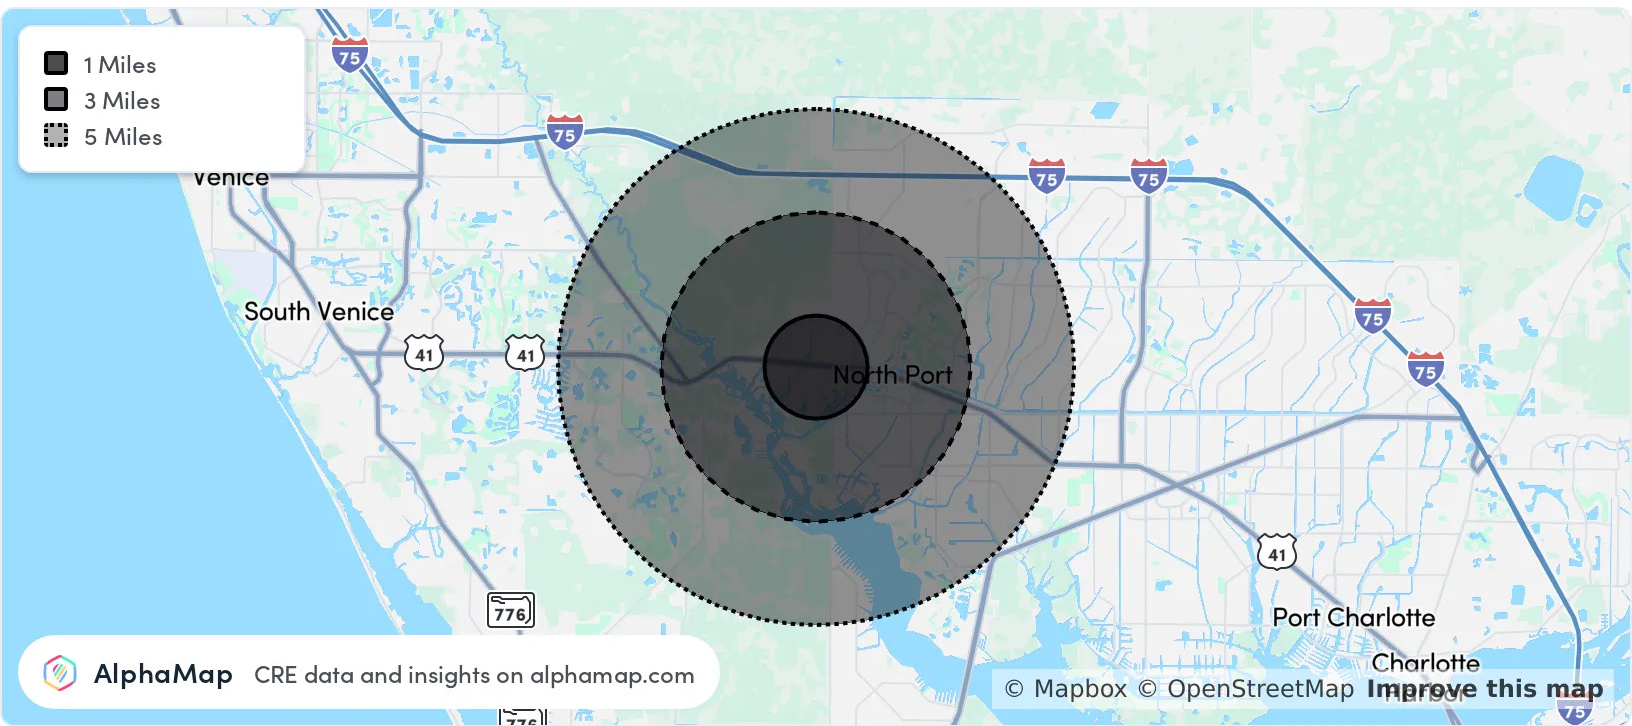 75
1 Miles
3 Miles
5 Miles
75
75
75
Venice
South Venice
75
41
41
75
North Port
41
776
Port Charlotte
Charlotte
Harbor
AlphaMap CRE data and insights on alphamap.com
© Mapbox © OpenStreetMap Improve this map
75
776